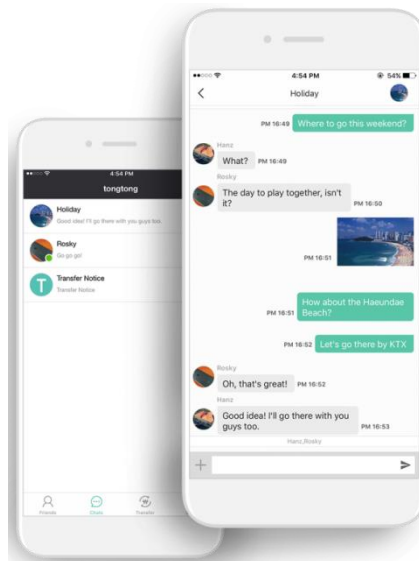 4:54 PM
tongtong
Holiday
Good idea! I'll go there with you guys too.
Rosky
Go go go!
T
Transfer Notice
Transfer Notice
Friends
Chats
Transfer
4:54 PM
54%
Holiday
PM 16:49
Where to go this weekend?
Hanz
What?
PM 16:49
Rosky
The day to play together, isn't
it?
PM 16:50
PM 16:51
How about the Haeundae
PM 16:51
Beach?
PM 16:52
Let's go there by KTX
Rosky
Oh, that's great!
PM 16:52
Hanz
Good idea! I'll go there with you
guys too.
PM 16:53
Hanz,Rosky